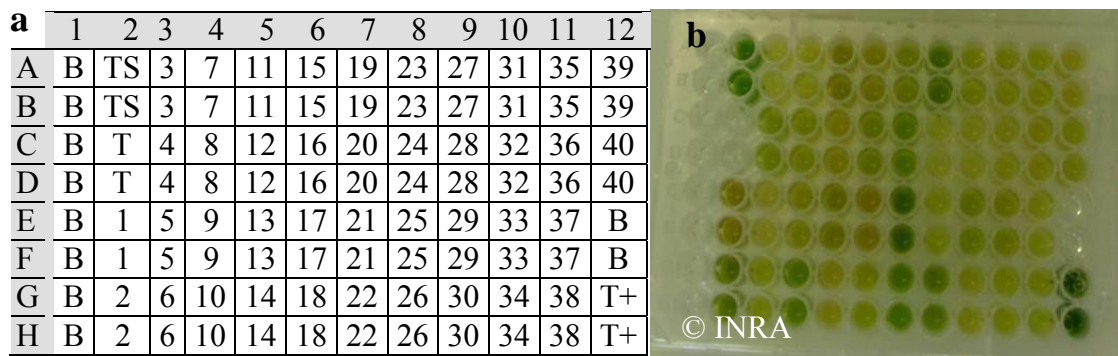 a
1 2 3 4 5 6 7 8 9 10 11 12
A B TS 3 7 11 15 19 23 27 31 35 39
B B TS 3 7 11 15 19 23 27 31 35 39
C B T 4 8 12 16 20 24 28 32 36 40
D B T 4 8 12 16 20 24 28 32 36 40
E B 1 5 9 13 17 21 25 29 33 37 B
F B 1 5 9 13 17 21 25 29 33 37 B
G B 2 6 10 14 18 22 26 30 34 38 T+
H B 2 6 10 14 18 22 26 30 34 38 T+
b
© INRA